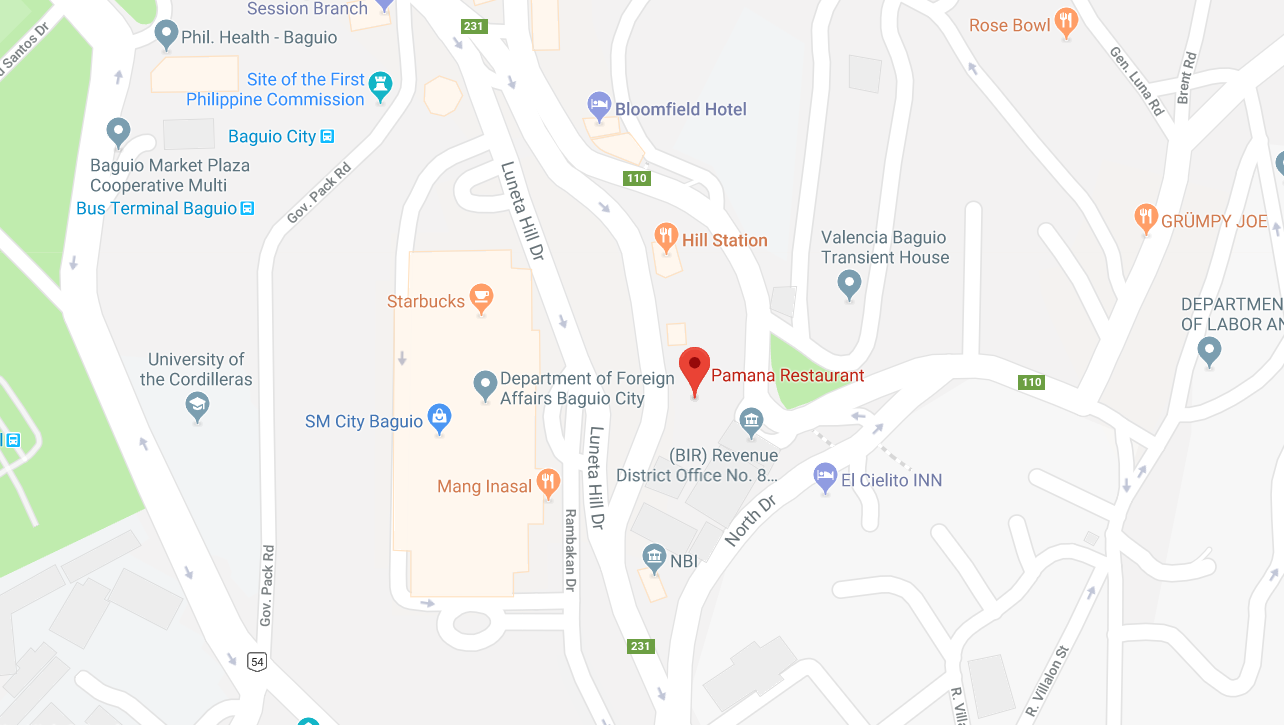 Session Branch
231
Rose Bowl
d Santos Dr
Phil. Health - Baguio
Gen. Luna Rd
Brent Rd
Site of the First
Philippine Commission
Bloomfield Hotel
Baguio City
Baguio Market Plaza
Cooperative Multi
Bus Terminal Baguio
Gov. Pack Rd
Luneta Hill Dr
110
Hill Station
GRÜMPY JOE
Valencia Baguio
Transient House
Starbucks
DEPARTMEN
OF LABOR AN
University of
the Cordilleras
Department of Foreign
Affairs Baguio City
Pamana Restaurant
110
SM City Baguio
Luneta Hill Dr
(BIR) Revenue
District Office No. 8...
El Cielito INN
Mang Inasal
North Dr
Rambakan Dr
NBI
Gov. Pack Rd
231
54
R. Villalon St
R. Villa